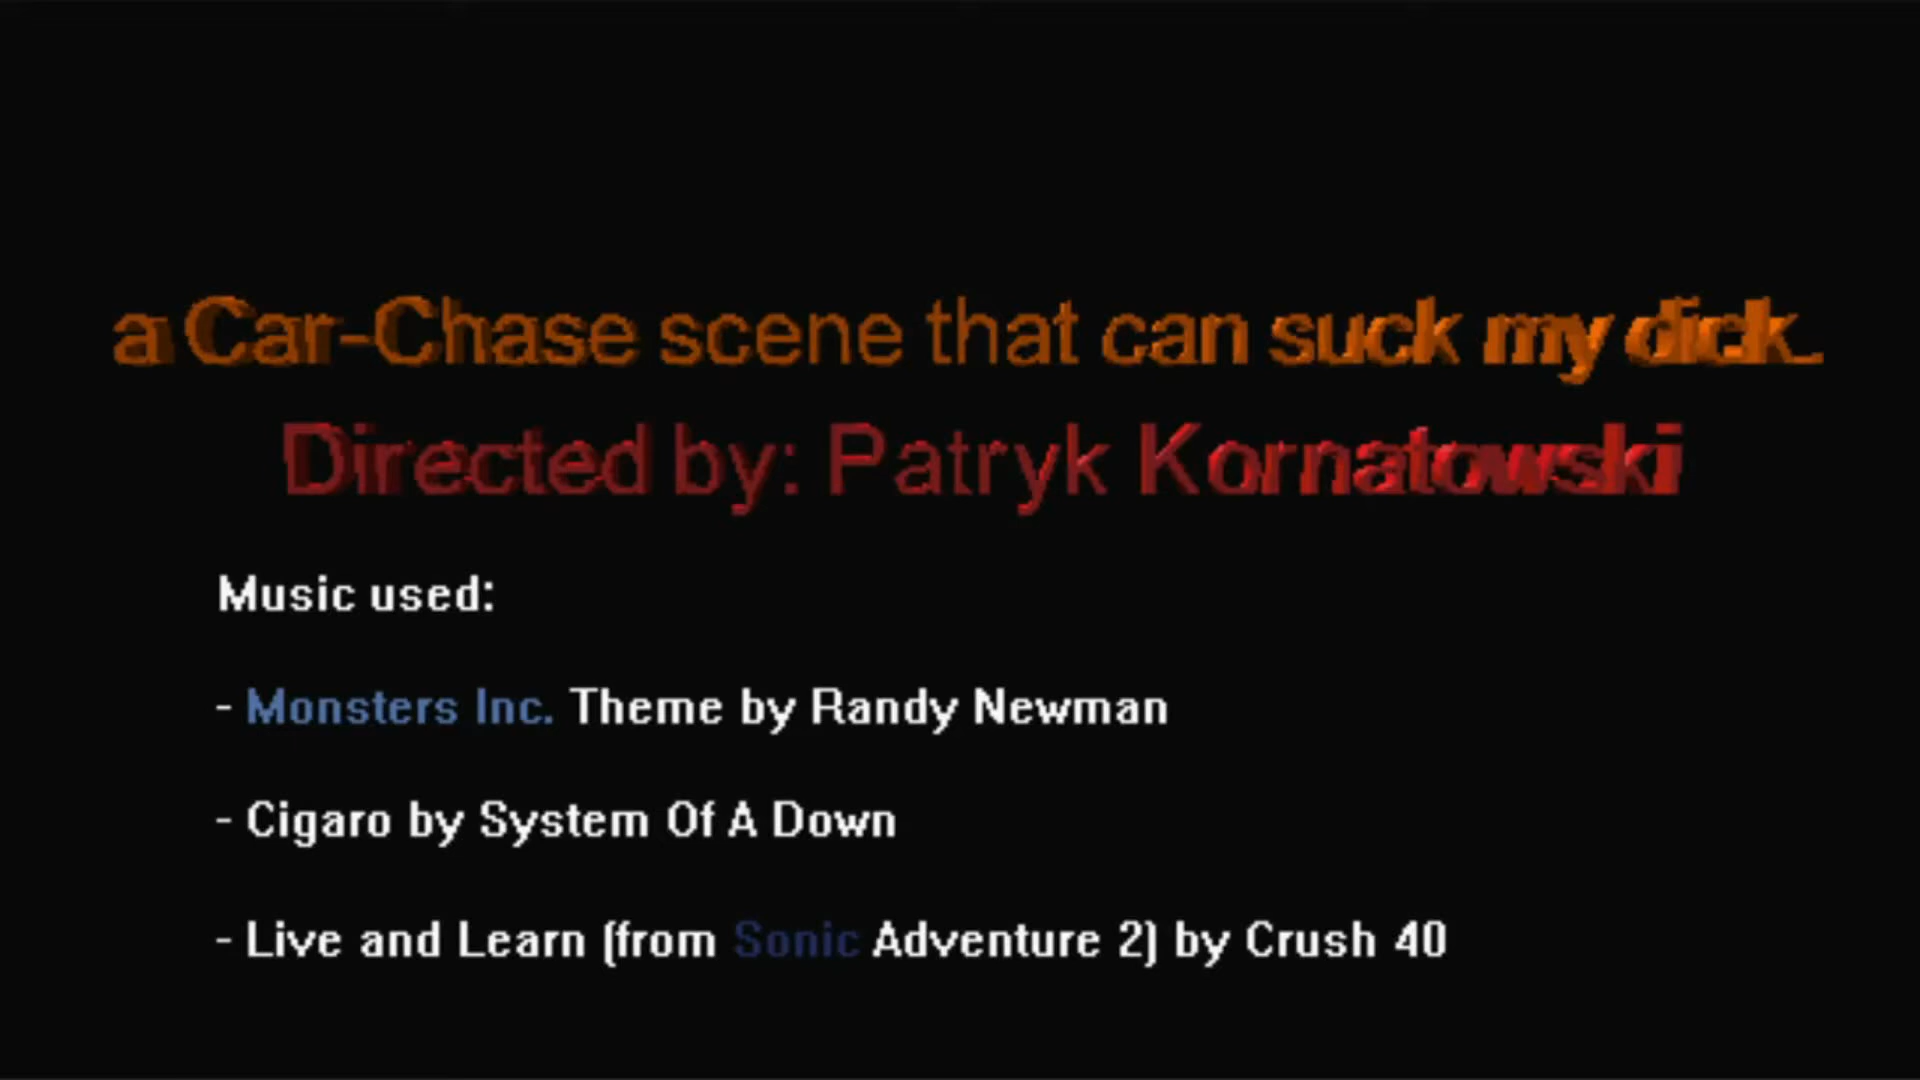 a Car-Chase scene that can suck my dick.
Directed by: Patryk Kornatowski
Music used:
- Monsters Inc. Theme by Randy Newman
- Cigaro by System Of A Down
- Live and Learn (from Sonic Adventure 2) by Crush 40